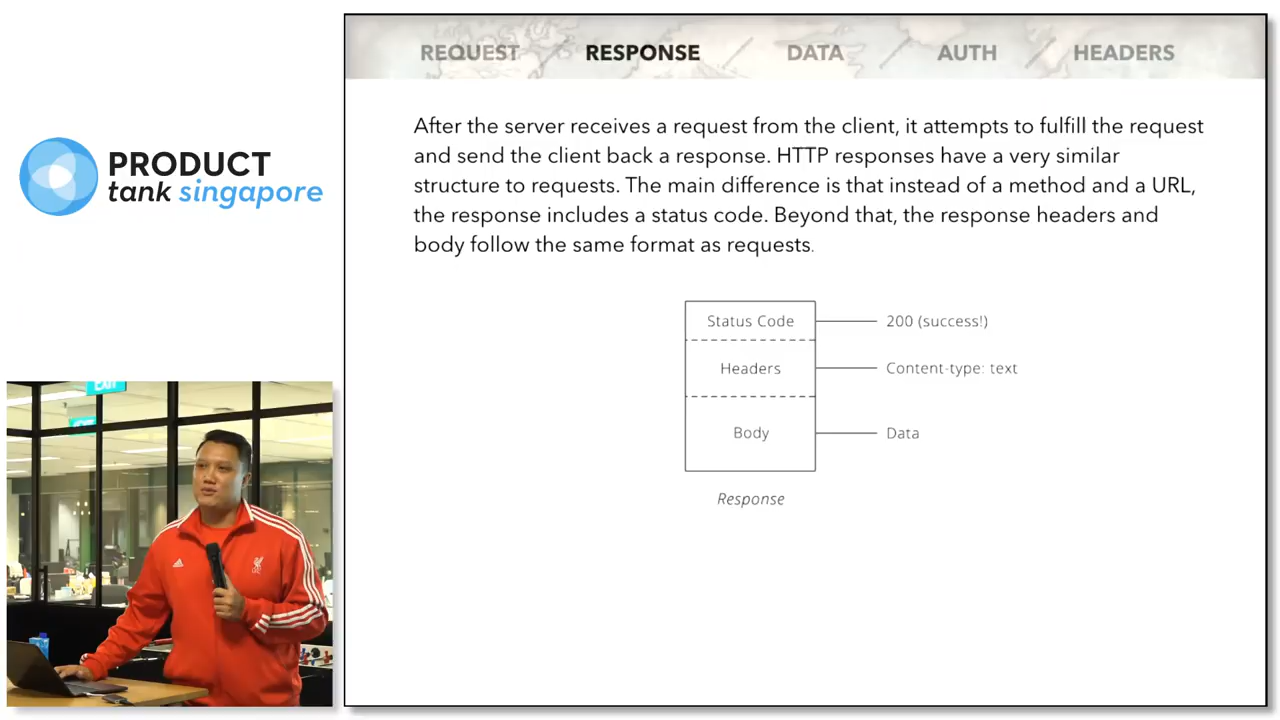 PRODUCT
tank singapore
REQUEST
RESPONSE
DATA
AUTH
HEADERS
After the server receives a request from the client, it attempts to fulfill the request
and send the client back a response. HTTP responses have a very similar
structure to requests. The main difference is that instead of a method and a URL,
the response includes a status code. Beyond that, the response headers and
body follow the same format as requests.
Status Code
200 (success!)
Headers
Content-type: text
Body
Data
Response
EXIT